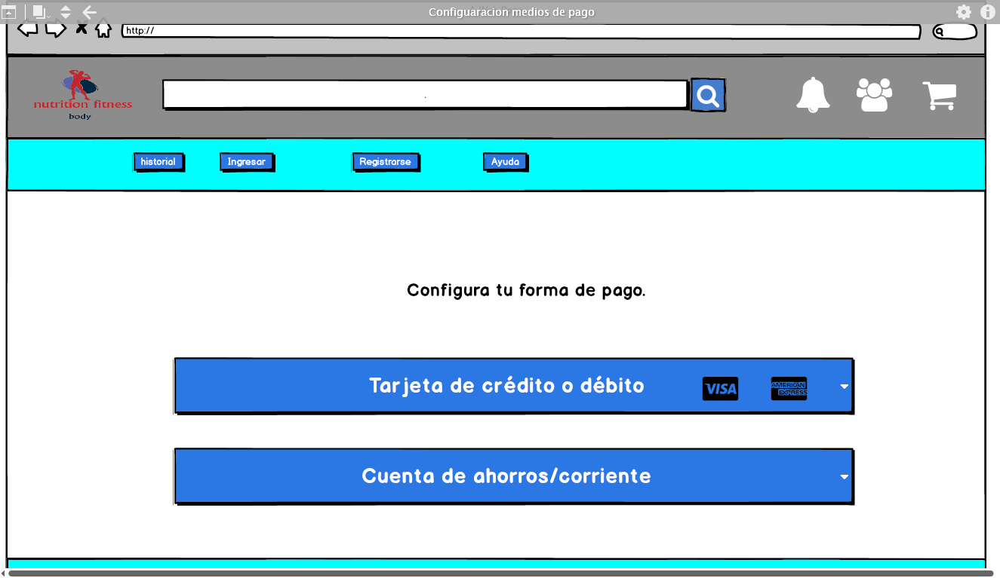 Configuaracion medios de pago
http://
nutrition fitness
body
historial
Ingresar
Registrarse
Ayuda
Configura tu forma de pago.
Tarjeta de crédito o débito
VISA
AMERICAN
EXPRESS
Cuenta de ahorros/corriente